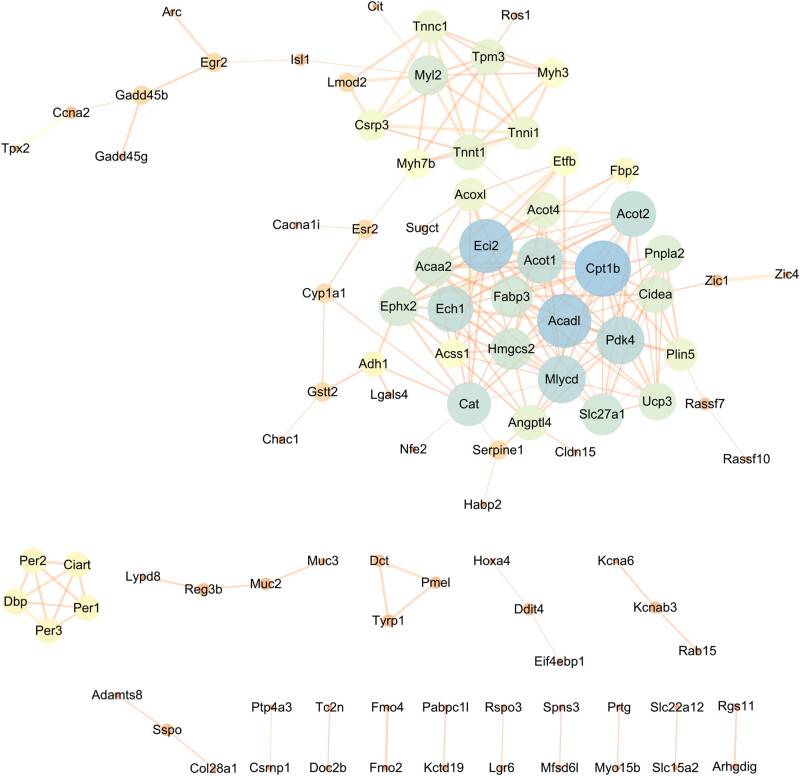 Cit
Arc
Ros1
Tnnc1
Tpm3
Egr2
Isl1
Myl2
Myh3
Lmod2
Gadd45b
Ccna2
Csrp3
Tnni1
Tpx2
Gadd45g
Tnnt1
Myh7b
Etfb
Fbp2
Acoxl
Acot4
Acot2
Cacna1i
Esr2
Sugct
Eci2
Acot1
Pnpla2
Acaa2
Cpt1b
Zic1
Zic4
Cyp1a1
Ephx2
Ech1
Fabp3
Cidea
Acadl
Pdk4
Acss1
Hmgcs2
Plin5
Adh1
Mlycd
Gstt2
Lgals4
Cat
Slc27a1
Ucp3
Rassf7
Angptl4
Chac1
Nfe2
Serpine1
Cldn15
Rassf10
Habp2
Per2
Ciart
Dbp
Per1
Per3
Lypd8
Reg3b
Muc2
Muc3
Dct
Pmel
Tyrp1
Hoxa4
Ddit4
Eif4ebp1
Kcna6
Kcnab3
Rab15
Adamts8
Sspo
Col28a1
Ptp4a3
Tc2n
Fmo4
Pabpc1l
Rspo3
Spns3
Prtg
Slc22a12
Rgs11
Csrnp1
Doc2b
Fmo2
Kctd19
Lgr6
Mfsd6l
Myo15b
Slc15a2
Arhgdig